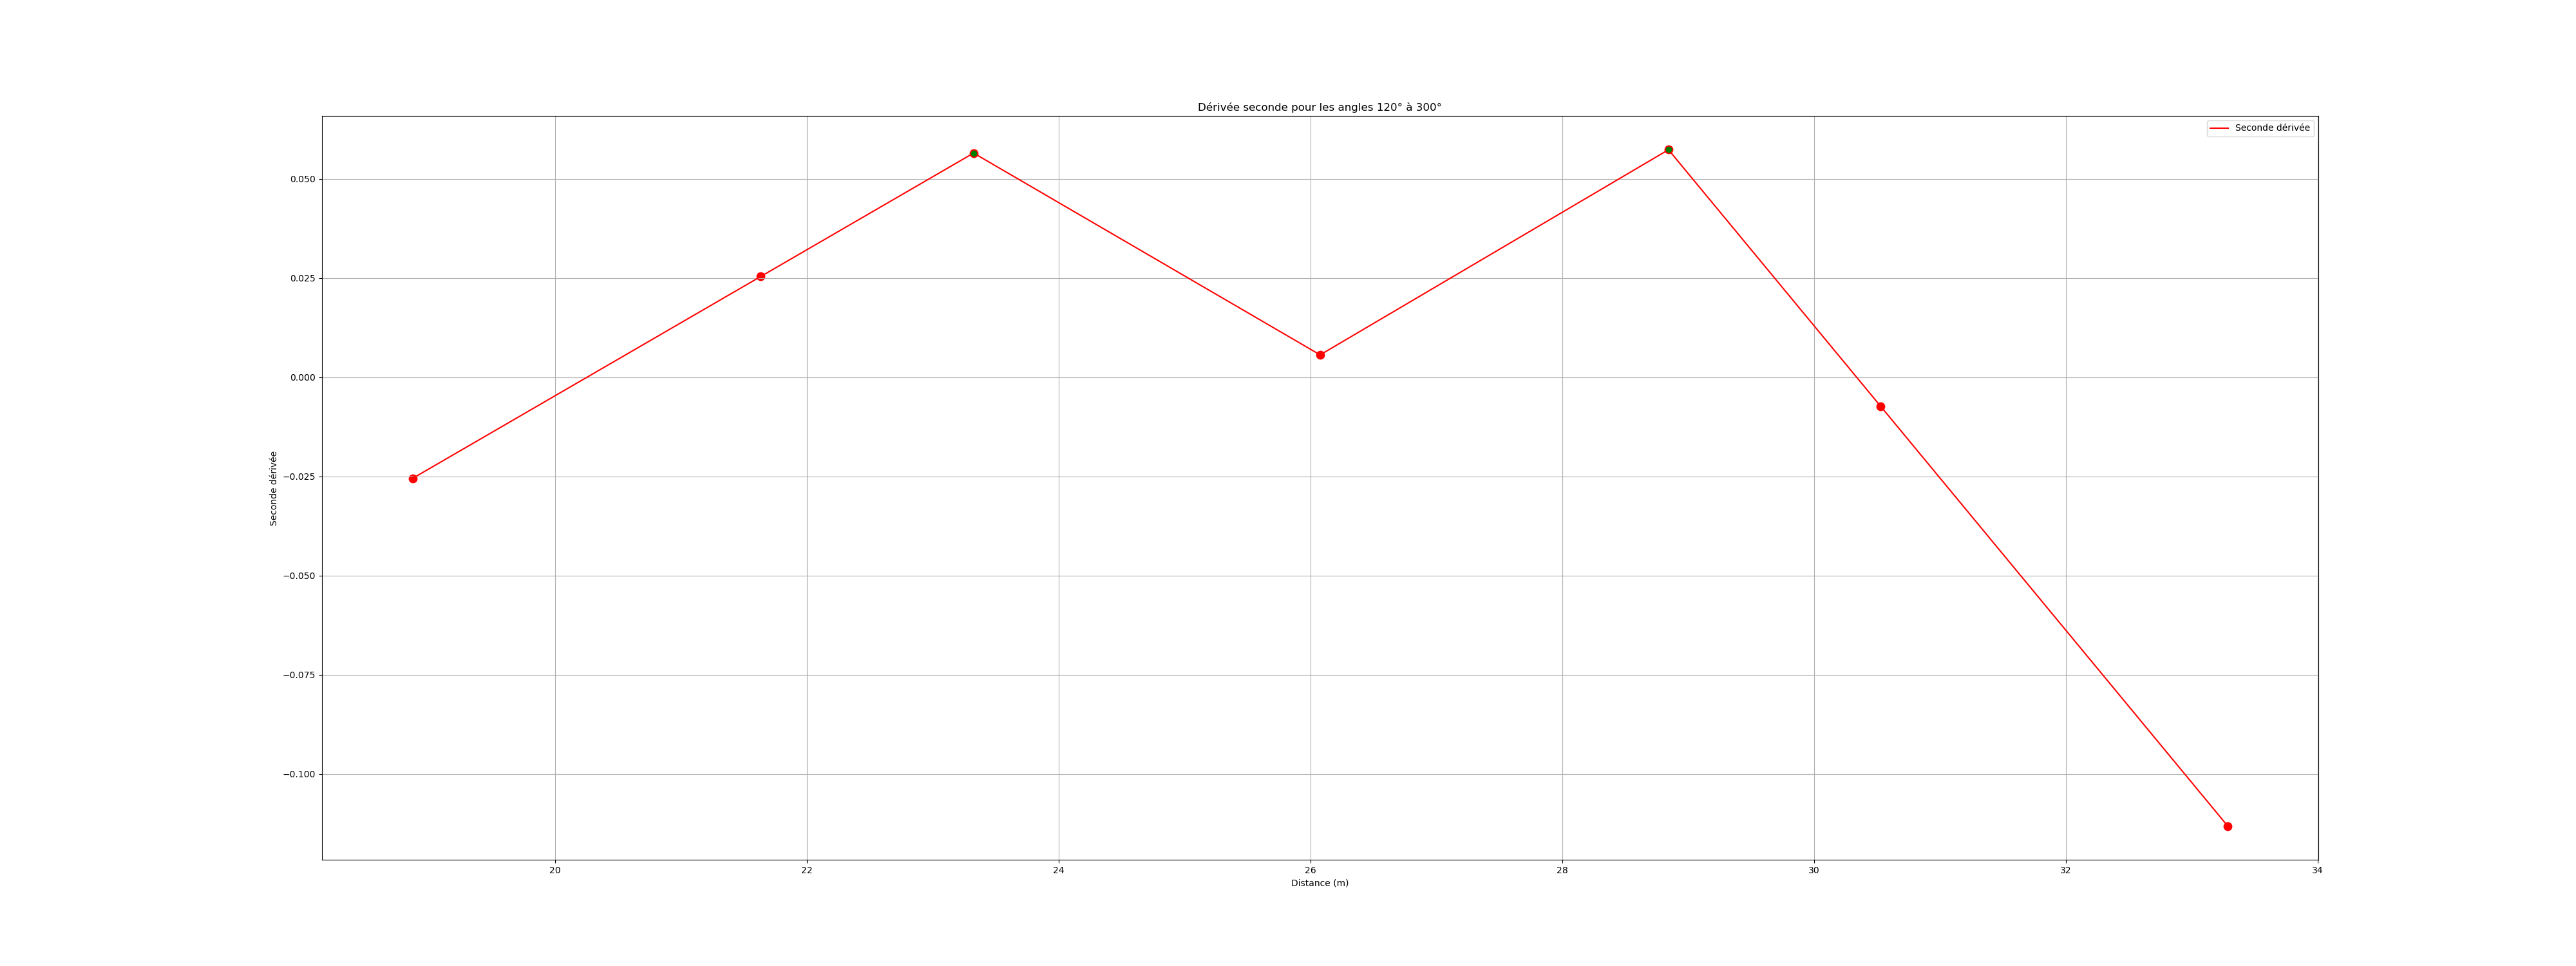 Dérivée seconde pour les angles 120° à 300°
Seconde dérivée
0.050
0.025
0.000
−0.025
−0.050
−0.075
−0.100
Seconde dérivée
20 22 24 26 28 30 32 34
Distance (m)